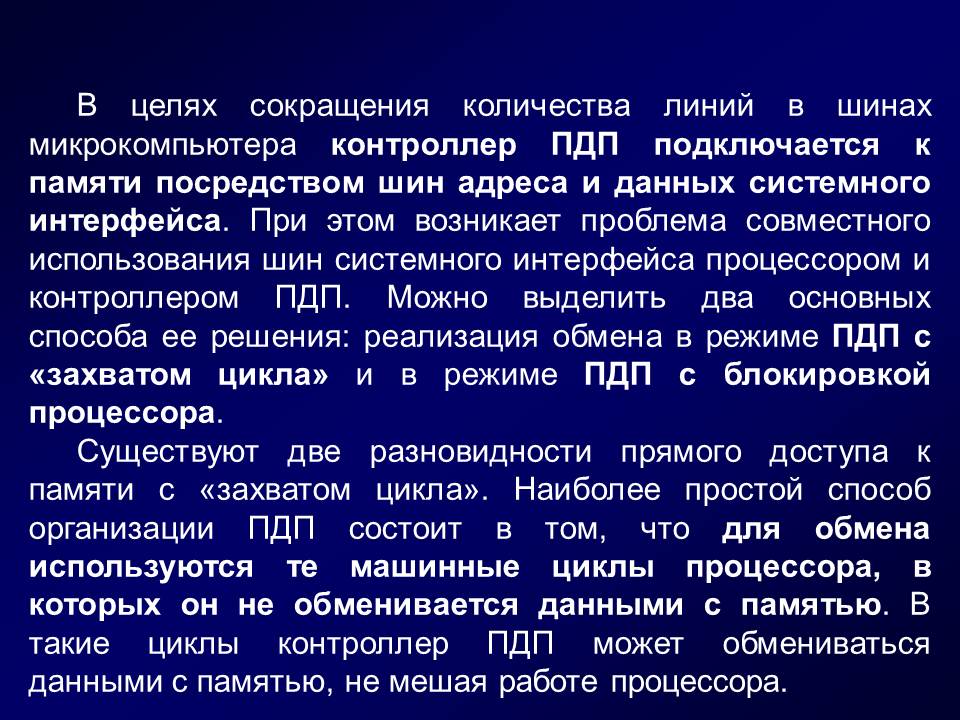 В целях сокращения количества линий в шинах
микрокомпьютера контроллер ПДП подключается к
памяти посредством шин адреса и данных системного
интерфейса. При этом возникает проблема совместного
использования шин системного интерфейса процессором и
контроллером ПДП. Можно выделить два основных
способа ее решения: реализация обмена в режиме ПДП с
«захватом цикла» и в режиме ПДП с блокировкой
процессора.
Существуют две разновидности прямого доступа к
памяти с «захватом цикла». Наиболее простой способ
организации ПДП состоит в том, что для обмена
используются те машинные циклы процессора, в
которых он не обменивается данными с памятью. В
такие циклы контроллер ПДП может обмениваться
данными с памятью, не мешая работе процессора.